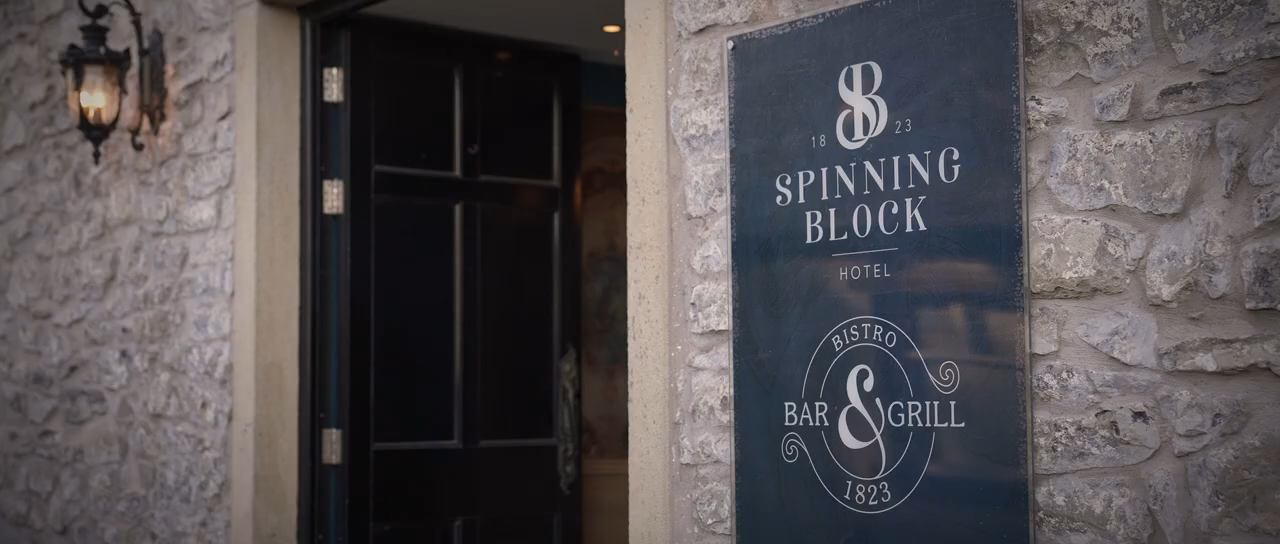 SB
18 23
SPINNING
BLOCK
HOTEL
BISTRO
BAR & GRILL
1823